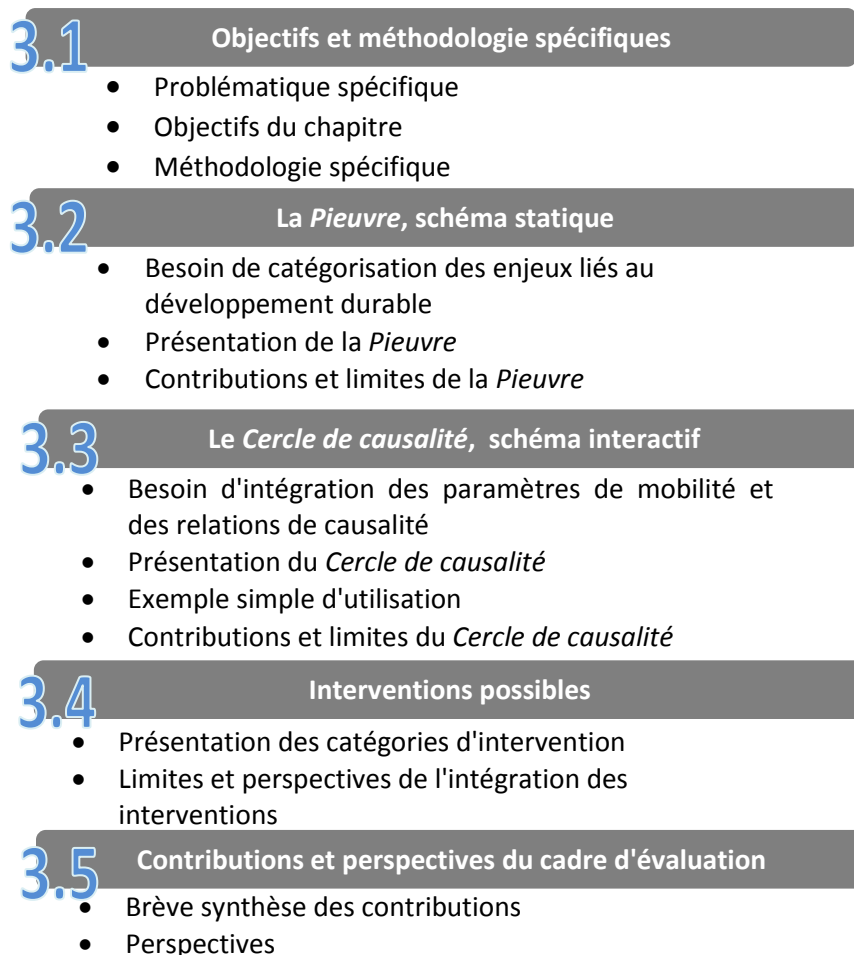 3.1 Objectifs et méthodologie spécifiques
• Problématique spécifique
• Objectifs du chapitre
• Méthodologie spécifique
3.2 La Pieuvre, schéma statique
• Besoin de catégorisation des enjeux liés au
développement durable
• Présentation de la Pieuvre
• Contributions et limites de la Pieuvre
3.3 Le Cercle de causalité, schéma interactif
• Besoin d'intégration des paramètres de mobilité et
des relations de causalité
• Présentation du Cercle de causalité
• Exemple simple d'utilisation
• Contributions et limites du Cercle de causalité
3.4 Interventions possibles
• Présentation des catégories d'intervention
• Limites et perspectives de l'intégration des
interventions
3.5 Contributions et perspectives du cadre d'évaluation
• Brève synthèse des contributions
• Perspectives